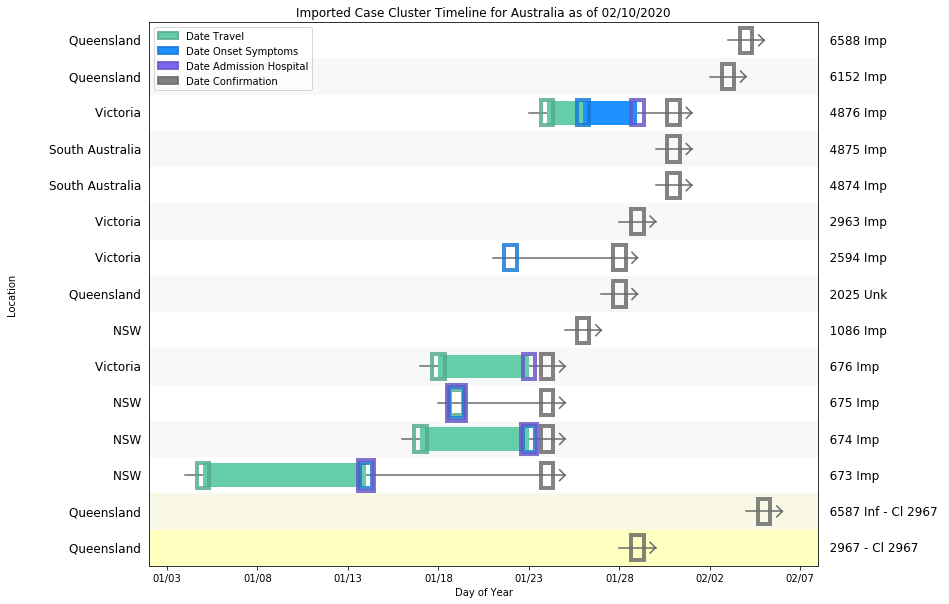 Imported Case Cluster Timeline for Australia as of 02/10/2020
Date Travel
Date Onset Symptoms
Date Admission Hospital
Date Confirmation
Queensland 6588 Imp
Queensland 6152 Imp
Victoria 4876 Imp
South Australia 4875 Imp
South Australia 4874 Imp
Victoria 2963 Imp
Victoria 2594 Imp
Queensland 2025 Unk
NSW 1086 Imp
Victoria 676 Imp
NSW 675 Imp
NSW 674 Imp
NSW 673 Imp
Queensland 6587 Inf - Cl 2967
Queensland 2967 - Cl 2967
Location
01/03 01/08 01/13 01/18 01/23 01/28 02/02 02/07
Day of Year